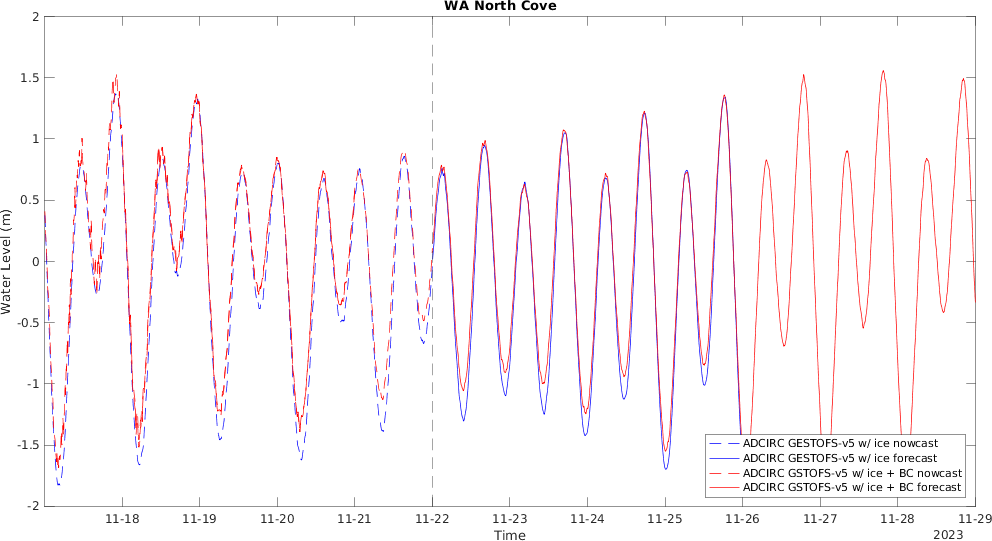 WA North Cove
2
1.5
1
0.5
0
-0.5
-1
-1.5
-2
Water Level (m)
ADCIRC GESTOFS-v5 w/ ice nowcast
ADCIRC GESTOFS-v5 w/ ice forecast
ADCIRC GSTOFS-v5 w/ ice + BC nowcast
ADCIRC GSTOFS-v5 w/ ice + BC forecast
11-18 11-19 11-20 11-21 11-22 11-23 11-24 11-25 11-26 11-27 11-28 11-29
Time
2023